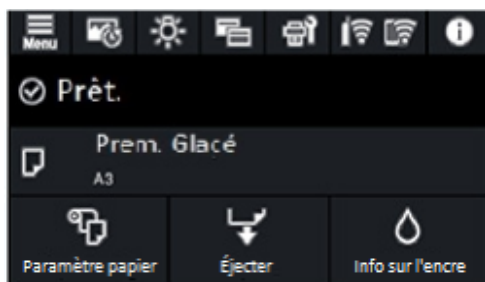 Menu
Prêt.
Prem. Glacé
A3
Paramètre papier
Éjecter
Info sur l'encre